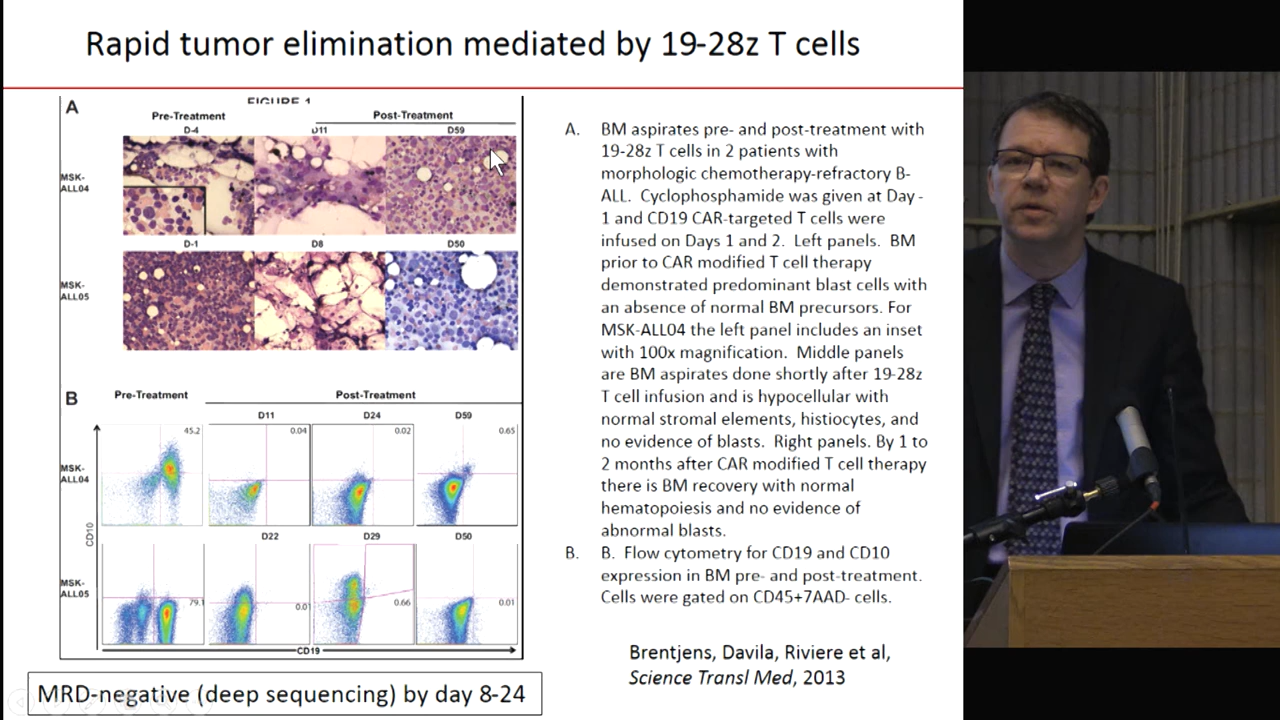 Rapid tumor elimination mediated by 19-28z T cells
A
FIGURE 1
Pre-Treatment
Post-Treatment
D-4
D11
D59
MSK-
ALL04
D-1
D8
D50
MSK-
ALL05
B
Pre-Treatment
Post-Treatment
D11
D24
D59
45.2
0.04
0.02
0.65
MSK-
ALL04
CD10
D22
D29
D50
MSK-
ALL05
79.1
0.01
0.66
0.01
CD19
MRD-negative (deep sequencing) by day 8-24
A. BM aspirates pre- and post-treatment with
19-28z T cells in 2 patients with
morphologic chemotherapy-refractory B-
ALL. Cyclophosphamide was given at Day -
1 and CD19 CAR-targeted T cells were
infused on Days 1 and 2. Left panels. BM
prior to CAR modified T cell therapy
demonstrated predominant blast cells with
an absence of normal BM precursors. For
MSK-ALL04 the left panel includes an inset
with 100x magnification. Middle panels
are BM aspirates done shortly after 19-28z
T cell infusion and is hypocellular with
normal stromal elements, histiocytes, and
no evidence of blasts. Right panels. By 1 to
2 months after CAR modified T cell therapy
there is BM recovery with normal
hematopoiesis and no evidence of
abnormal blasts.
B. B. Flow cytometry for CD19 and CD10
expression in BM pre- and post-treatment.
Cells were gated on CD45+7AAD- cells.
Brentjens, Davila, Riviere et al,
Science Transl Med, 2013